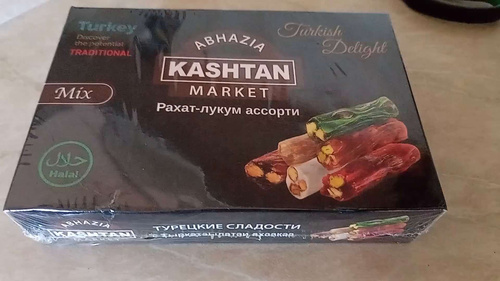 Turkey
Discover
the potential
TRADITIONAL
ABHAZIA
KASHTAN
MARKET
Рахат-лукум ассорти
Turkish
Delight
Mix
حلال
Halal
ABHAZIA
KASHTAN
ТУРЕЦКИЕ СЛАДОСТИ